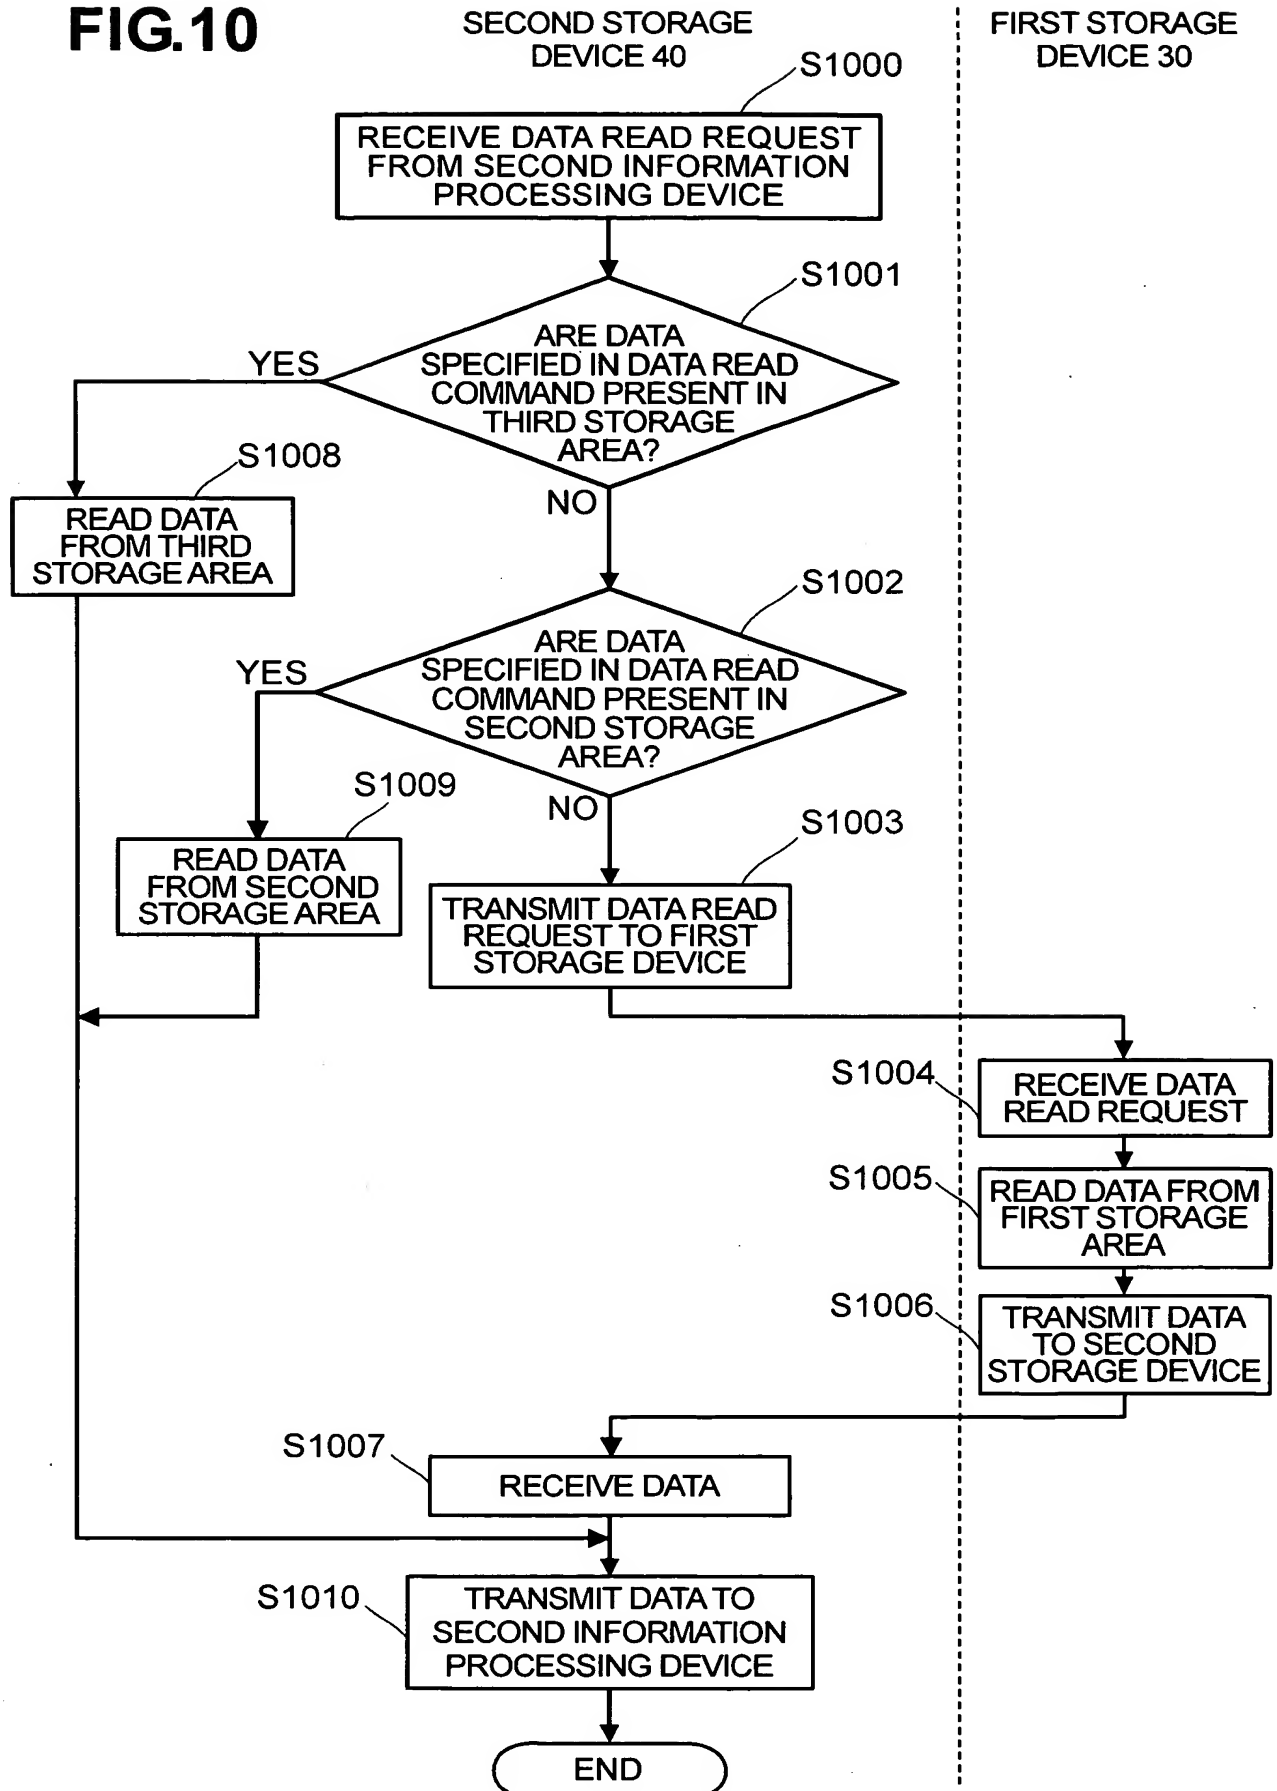 FIG.10
SECOND STORAGE
DEVICE 40
FIRST STORAGE
DEVICE 30
S1000
RECEIVE DATA READ REQUEST
FROM SECOND INFORMATION
PROCESSING DEVICE
S1001
ARE DATA
SPECIFIED IN DATA READ
COMMAND PRESENT IN
THIRD STORAGE
AREA?
YES
NO
S1008
READ DATA
FROM THIRD
STORAGE AREA
S1002
ARE DATA
SPECIFIED IN DATA READ
COMMAND PRESENT IN
SECOND STORAGE
AREA?
YES
NO
S1009
READ DATA
FROM SECOND
STORAGE AREA
S1003
TRANSMIT DATA READ
REQUEST TO FIRST
STORAGE DEVICE
S1004
RECEIVE DATA
READ REQUEST
S1005
READ DATA FROM
FIRST STORAGE
AREA
S1006
TRANSMIT DATA
TO SECOND
STORAGE DEVICE
S1007
RECEIVE DATA
S1010
TRANSMIT DATA TO
SECOND INFORMATION
PROCESSING DEVICE
END